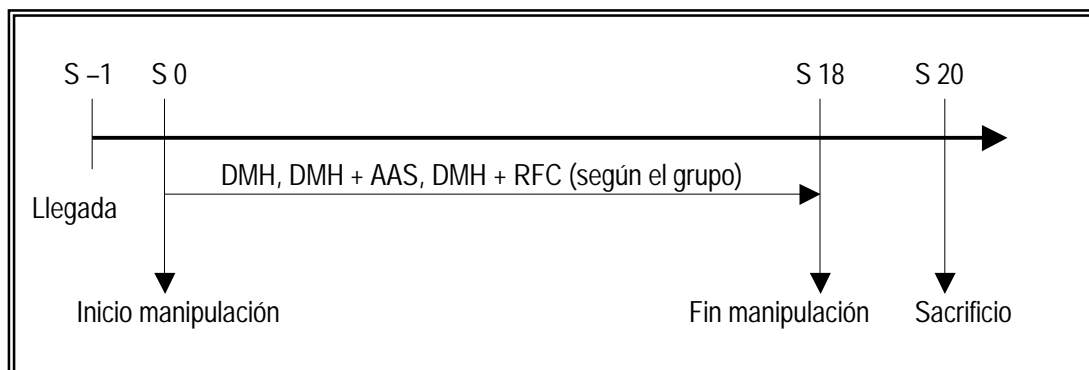 S –1 S 0 S 18 S 20
DMH, DMH + AAS, DMH + RFC (según el grupo)
Llegada
Inicio manipulación Fin manipulación Sacrificio